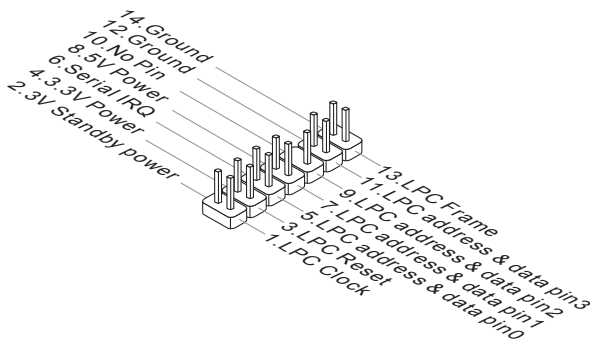 14.Ground
12.Ground
10.No Pin
8.5V Power
6.Serial IRQ
4.3.3V Power
2.3V Standby power
13.LPC Frame
11.LPC address & data pin3
9.LPC address & data pin2
7.LPC address & data pin1
5.LPC address & data pin0
3.LPC Reset
1.LPC Clock